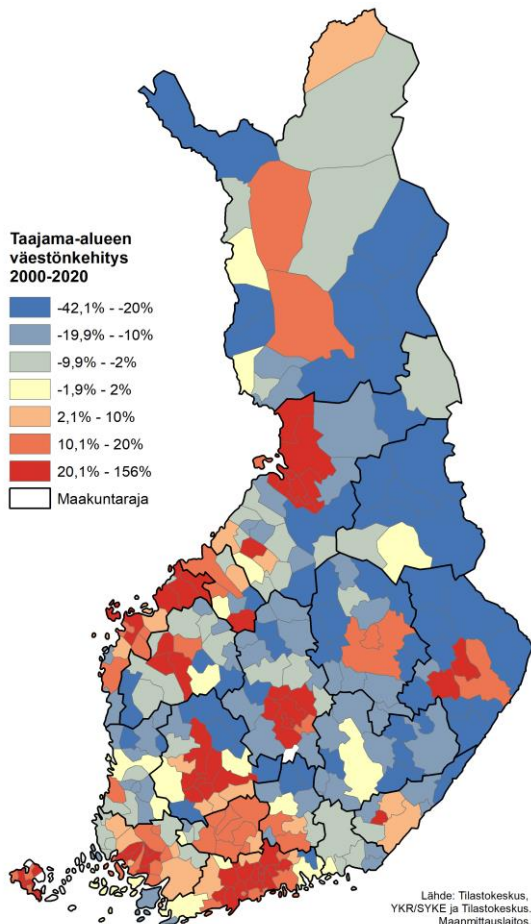 Taajama-alueen
väestönkehitys
2000-2020
-42,1% - -20%
-19,9% - -10%
-9,9% - -2%
-1,9% - 2%
2,1% - 10%
10,1% - 20%
20,1% - 156%
Maakuntaraja
Lähde: Tilastokeskus,
YKR/SYKE ja Tilastokeskus.
Maanmittauslaitos.